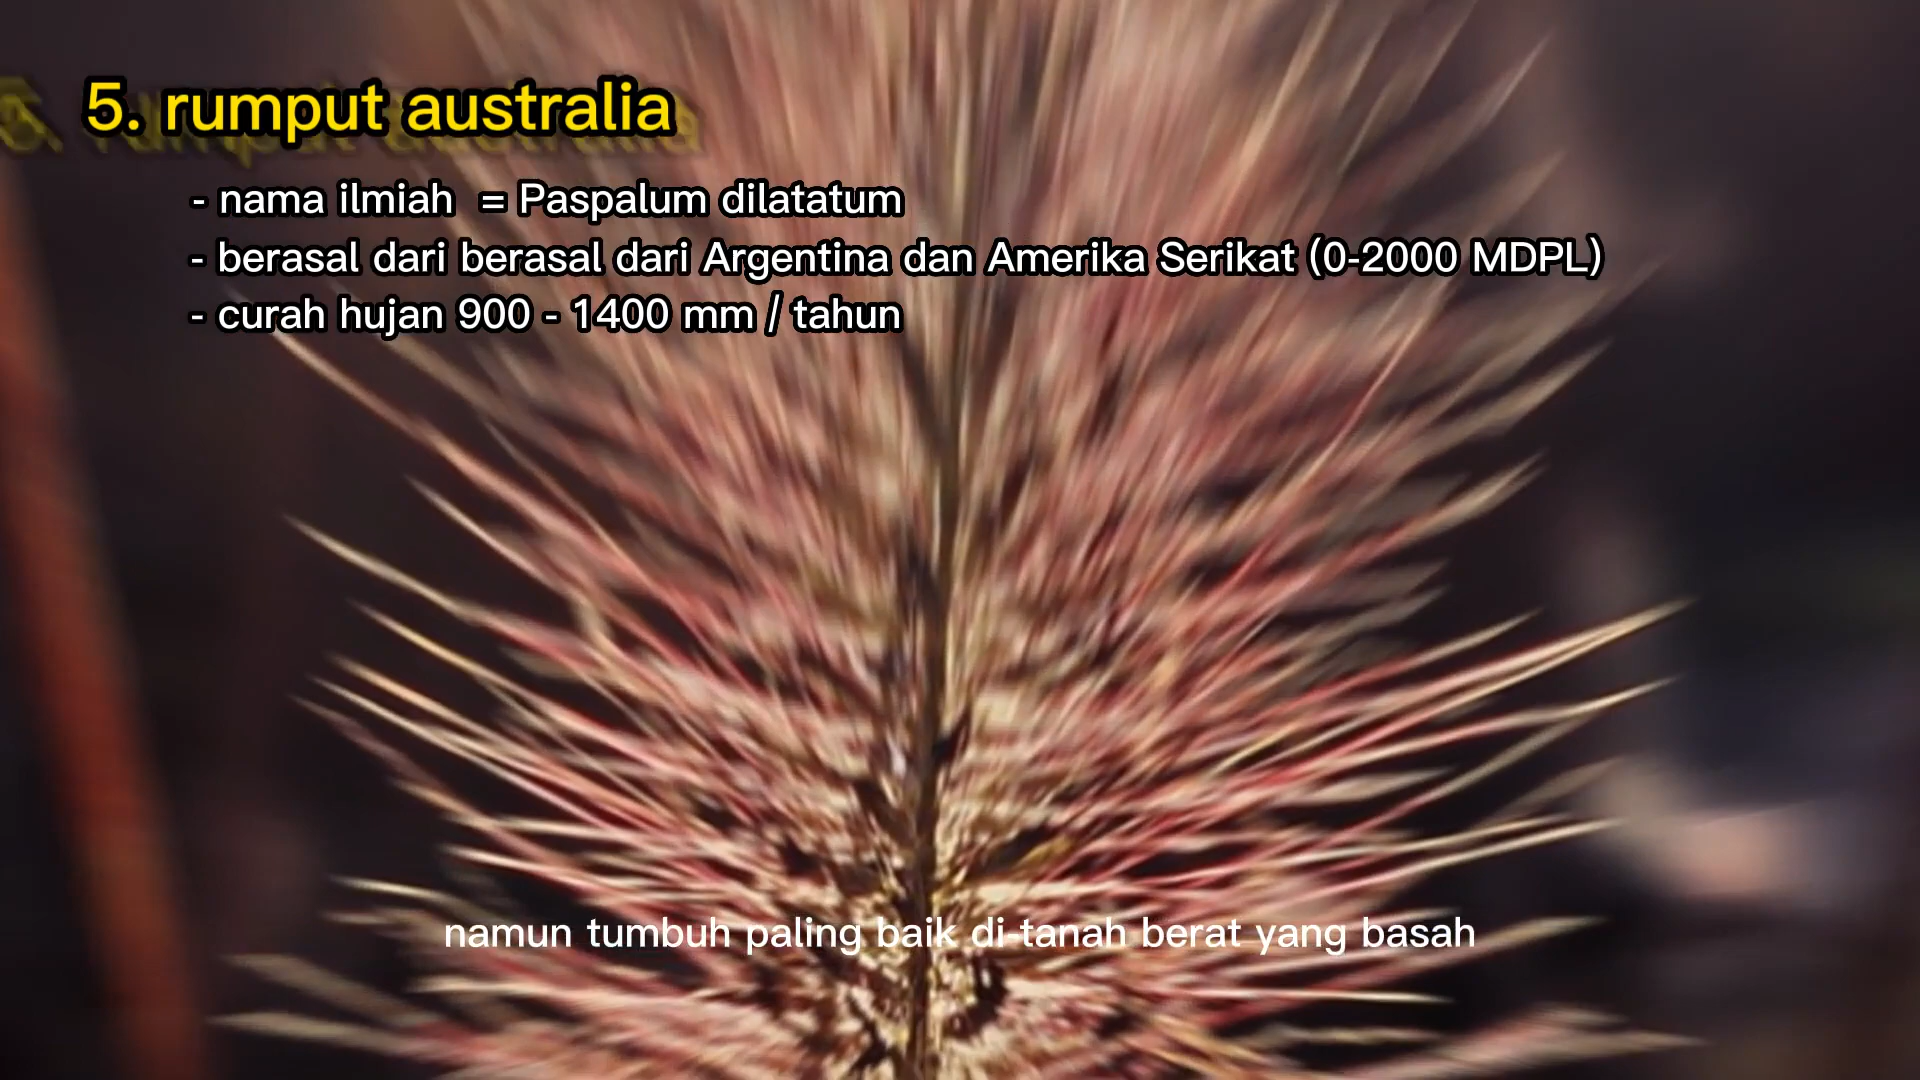 5. rumput australia
- nama ilmiah = Paspalum dilatatum
- berasal dari berasal dari Argentina dan Amerika Serikat (0-2000 MDPL)
- curah hujan 900 - 1400 mm / tahun
namun tumbuh paling baik di-tanah berat yang basah